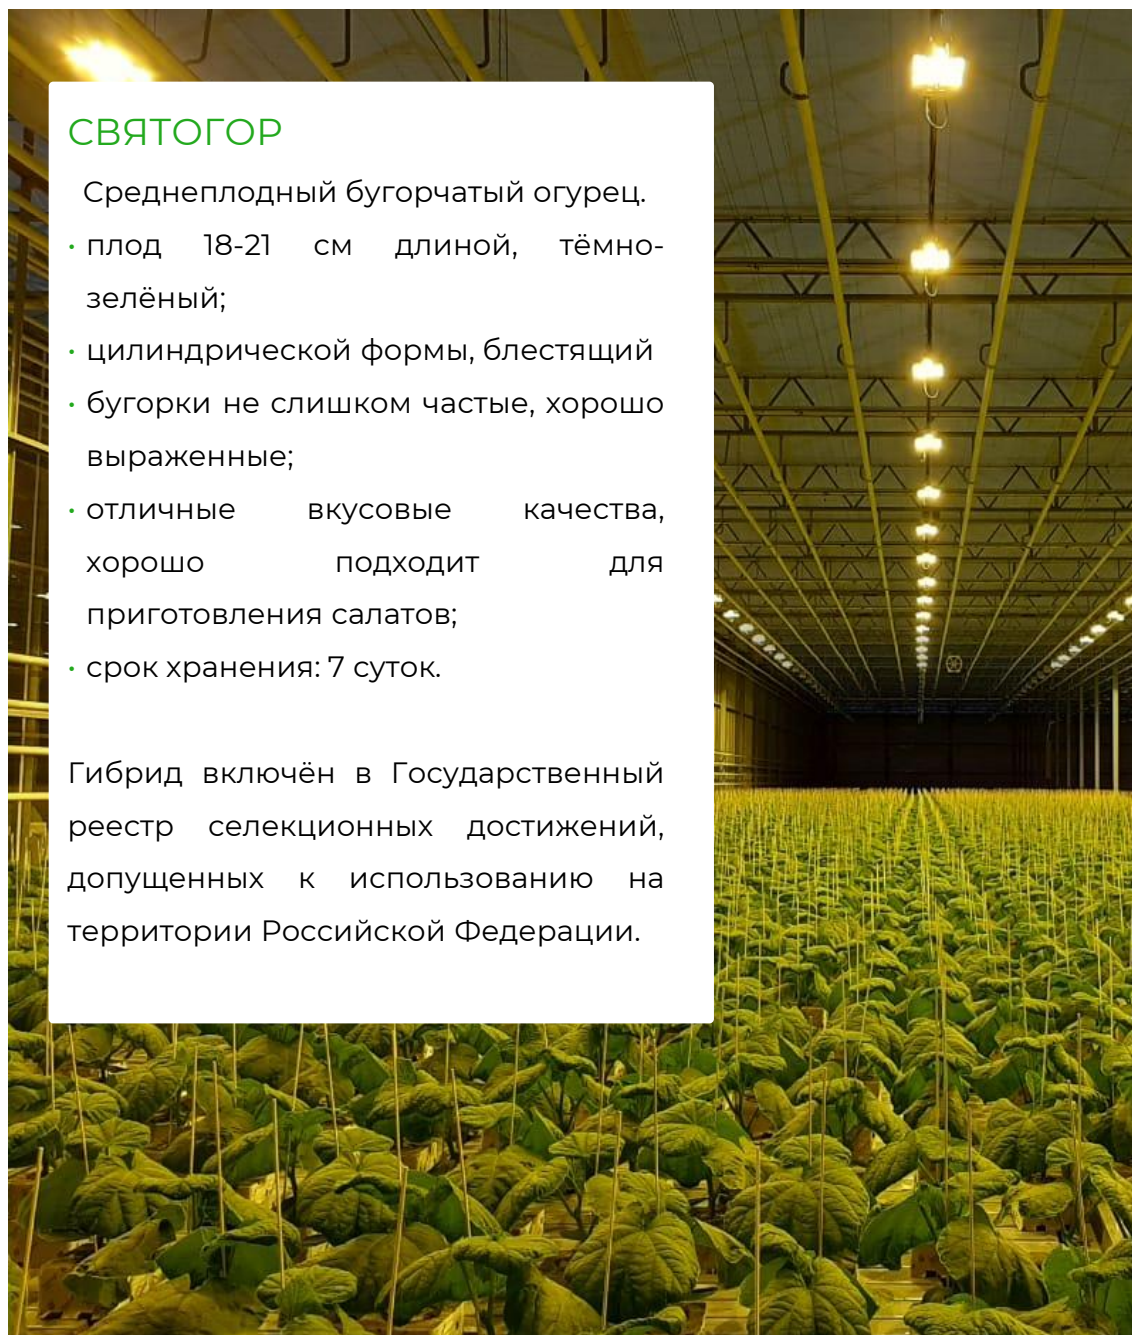 СВЯТОГОР
Среднеплодный бугорчатый огурец.
· плод 18-21 см длиной, тёмно-
зелёный;
· цилиндрической формы, блестящий
· бугорки не слишком частые, хорошо
выраженные;
· отличные вкусовые качества,
хорошо подходит для
приготовления салатов;
· срок хранения: 7 суток.
Гибрид включён в Государственный
реестр селекционных достижений,
допущенных к использованию на
территории Российской Федерации.